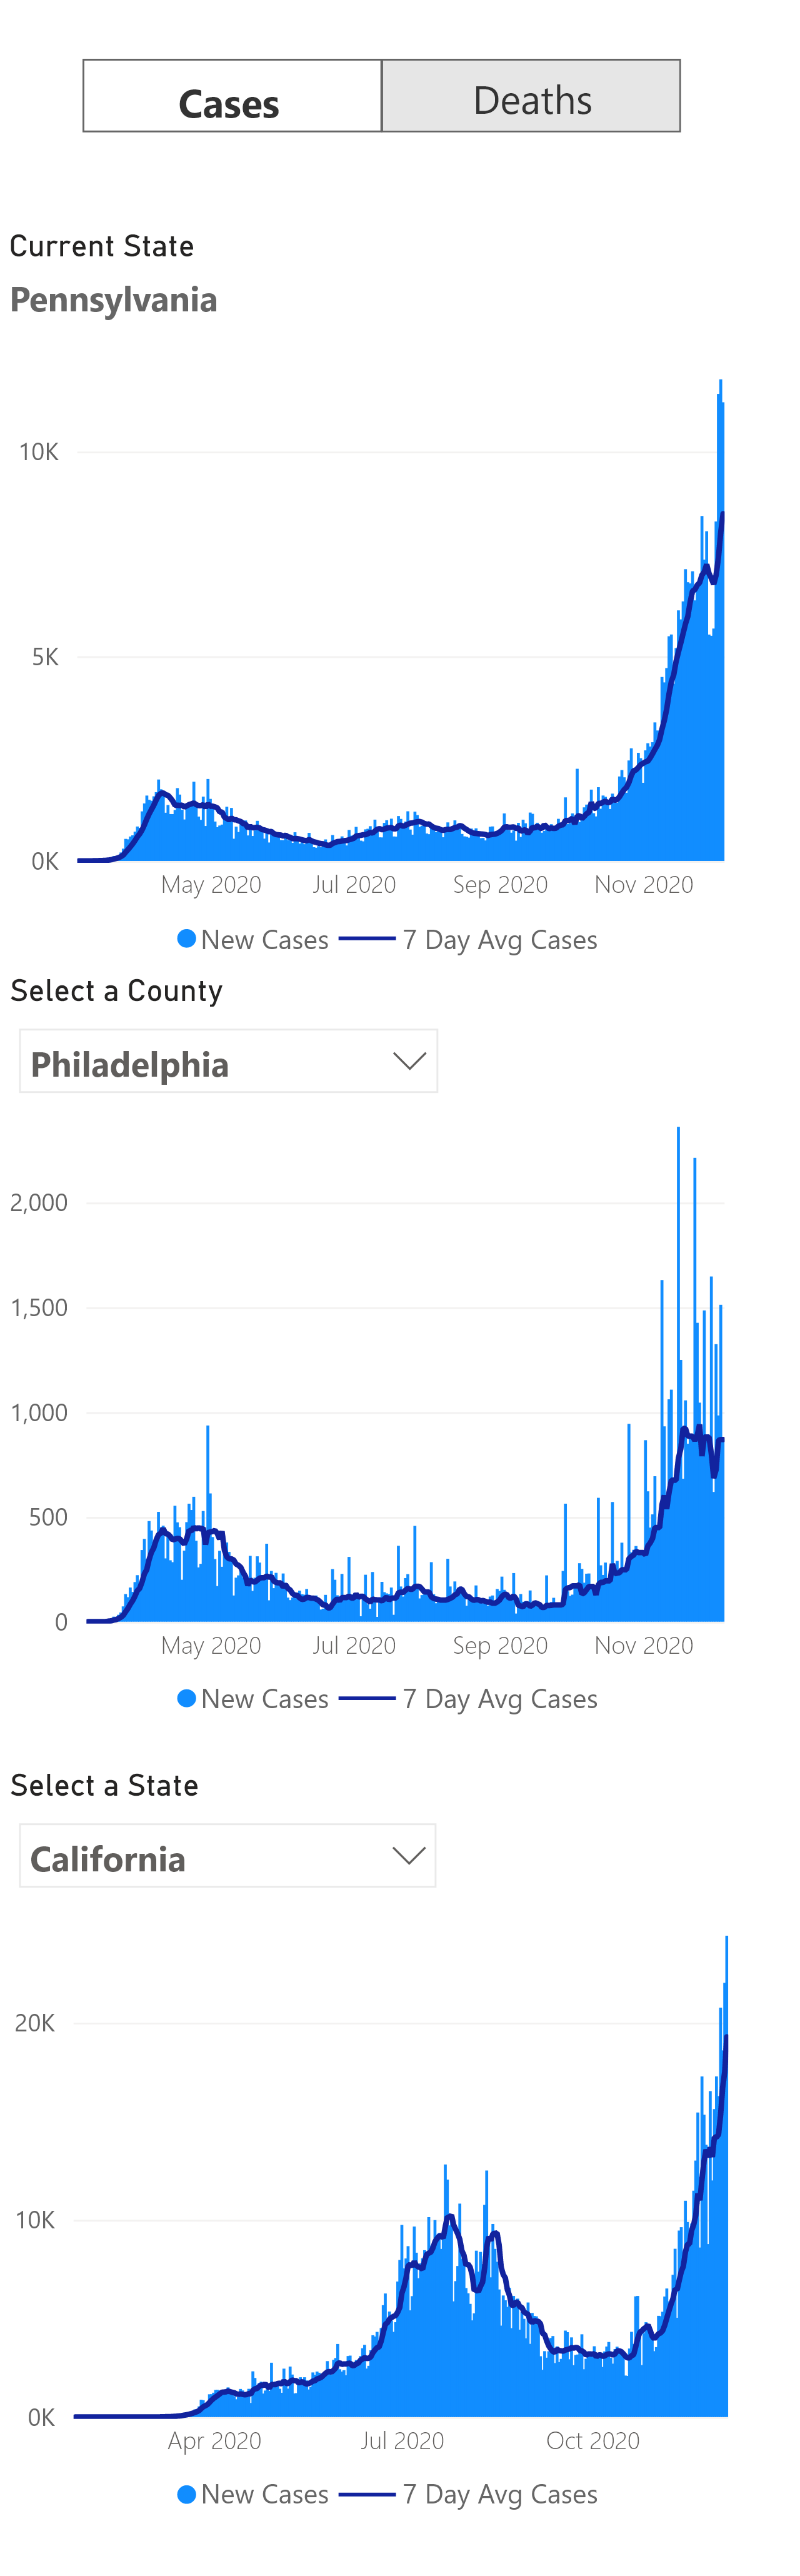 Cases Deaths
Current State
Pennsylvania
10K
5K
0K
May 2020 Jul 2020 Sep 2020 Nov 2020
New Cases 7 Day Avg Cases
Select a County
Philadelphia
2,000
1,500
1,000
500
0
May 2020 Jul 2020 Sep 2020 Nov 2020
New Cases 7 Day Avg Cases
Select a State
California
20K
10K
0K
Apr 2020 Jul 2020 Oct 2020
New Cases 7 Day Avg Cases